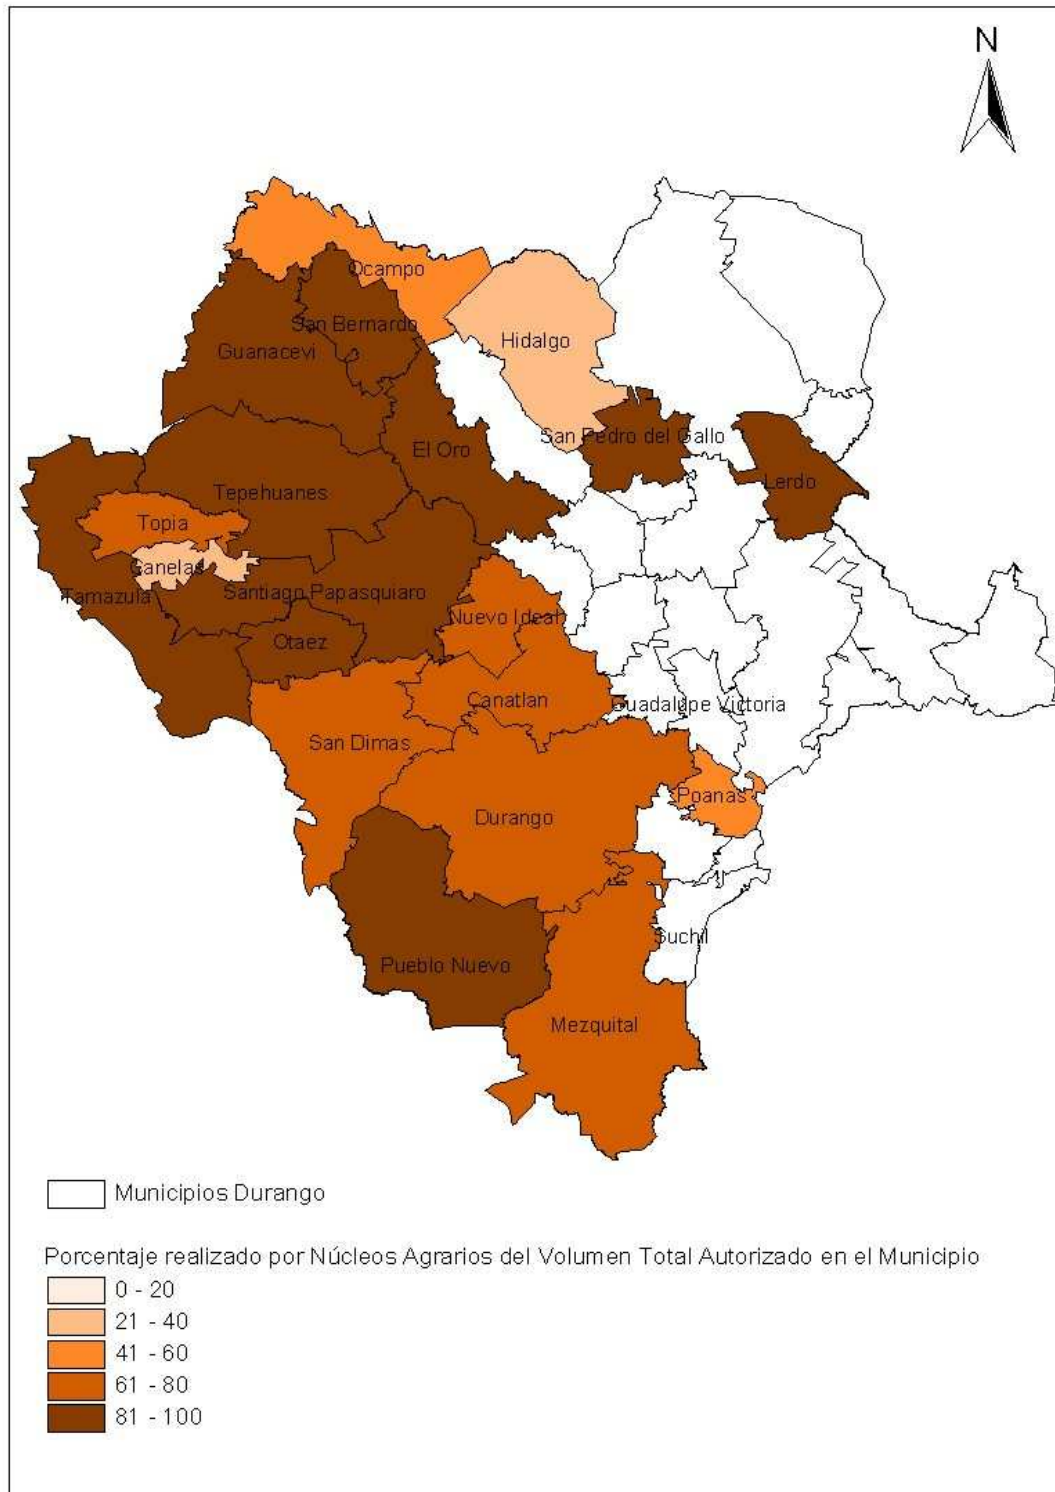 N
Ocampo
San Bernardo
Hidalgo
Guanacevi
San Pedro del Gallo
El Oro
Lerdo
Tepehuanes
Topia
Canelas
Tamazula
Santiago Papasquiaro
Nuevo Ideal
Otaez
Canatlan
Guadalupe Victoria
San Dimas
Poanas
Durango
Suchil
Pueblo Nuevo
Mezquital
Municipios Durango
Porcentaje realizado por Núcleos Agrarios del Volumen Total Autorizado en el Municipio
0 - 20
21 - 40
41 - 60
61 - 80
81 - 100